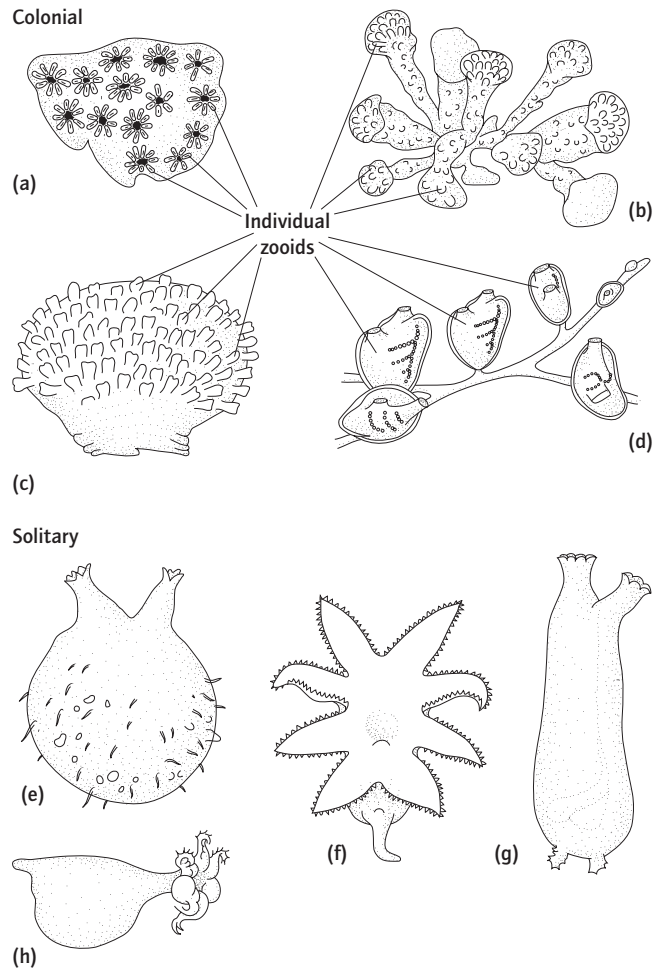 Colonial
(a)
(b)
Individual
zooids
(c)
(d)
Solitary
(e)
(f)
(g)
(h)